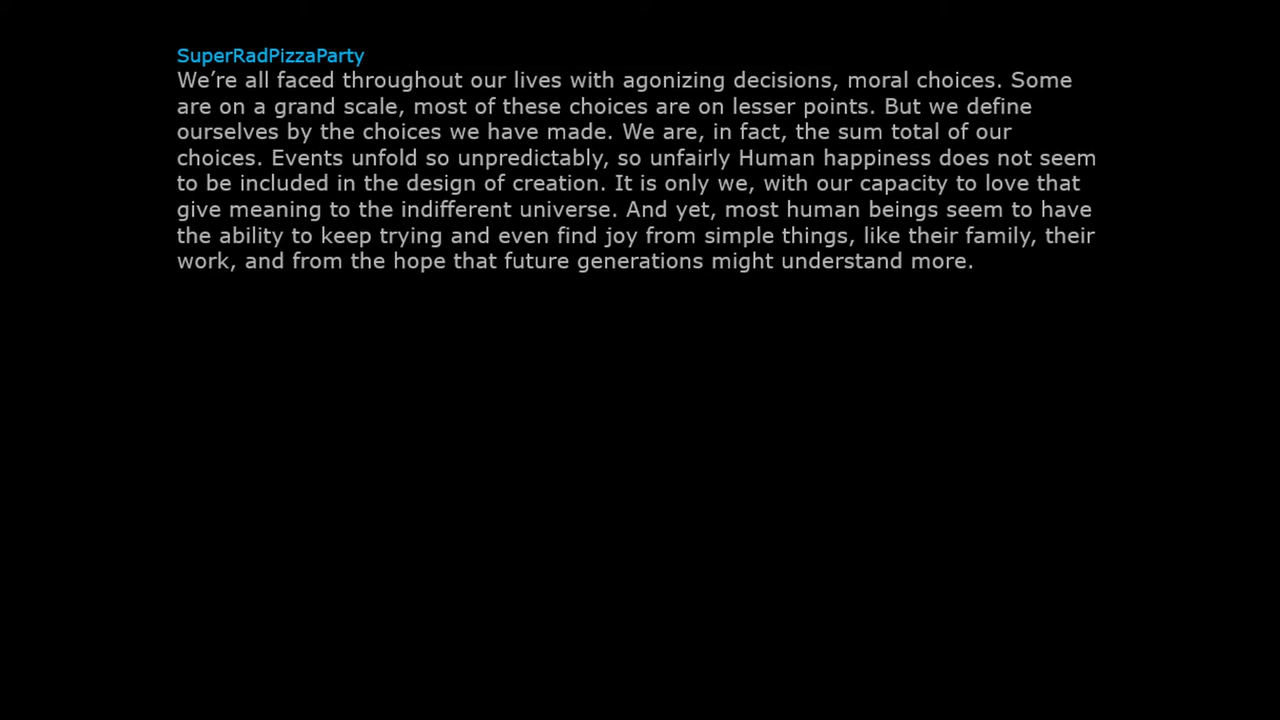 SuperRadPizzaParty
We’re all faced throughout our lives with agonizing decisions, moral choices. Some
are on a grand scale, most of these choices are on lesser points. But we define
ourselves by the choices we have made. We are, in fact, the sum total of our
choices. Events unfold so unpredictably, so unfairly Human happiness does not seem
to be included in the design of creation. It is only we, with our capacity to love that
give meaning to the indifferent universe. And yet, most human beings seem to have
the ability to keep trying and even find joy from simple things, like their family, their
work, and from the hope that future generations might understand more.